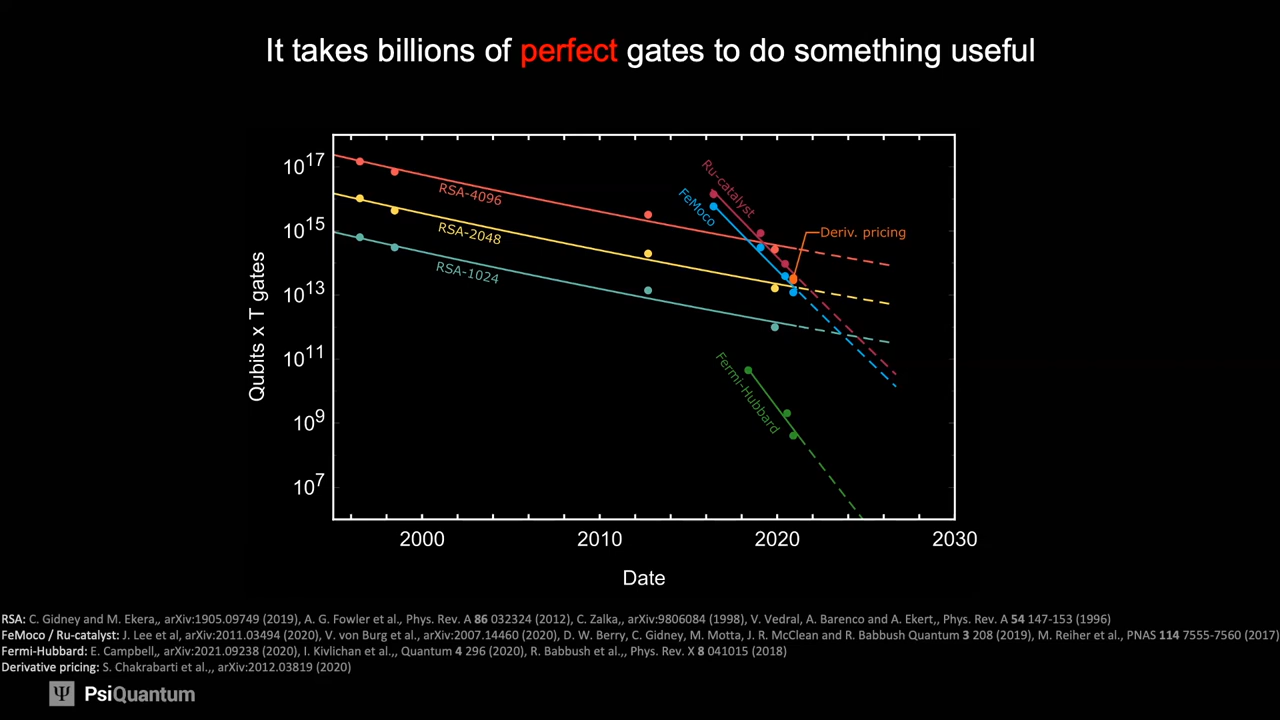 It takes billions of perfect gates to do something useful
10^17
10^15
10^13
10^11
10^9
10^7
Qubits x T gates
RSA-4096
RSA-2048
RSA-1024
Ru-catalyst
FeMoco
Deriv. pricing
Fermi-Hubbard
2000
2010
2020
2030
Date
RSA: C. Gidney and M. Ekera,, arXiv:1905.09749 (2019), A. G. Fowler et al., Phys. Rev. A 86 032324 (2012), C. Zalka,, arXiv:9806084 (1998), V. Vedral, A. Barenco and A. Ekert,, Phys. Rev. A 54 147-153 (1996)
FeMoco / Ru-catalyst: J. Lee et al, arXiv:2011.03494 (2020), V. von Burg et al., arXiv:2007.14460 (2020), D. W. Berry, C. Gidney, M. Motta, J. R. McClean and R. Babbush Quantum 3 208 (2019), M. Reiher et al., PNAS 114 7555-7560 (2017)
Fermi-Hubbard: E. Campbell,, arXiv:2021.09238 (2020), I. Kivlichan et al.,, Quantum 4 296 (2020), R. Babbush et al.,, Phys. Rev. X 8 041015 (2018)
Derivative pricing: S. Chakrabarti et al.,, arXiv:2012.03819 (2020)
Ψ PsiQuantum